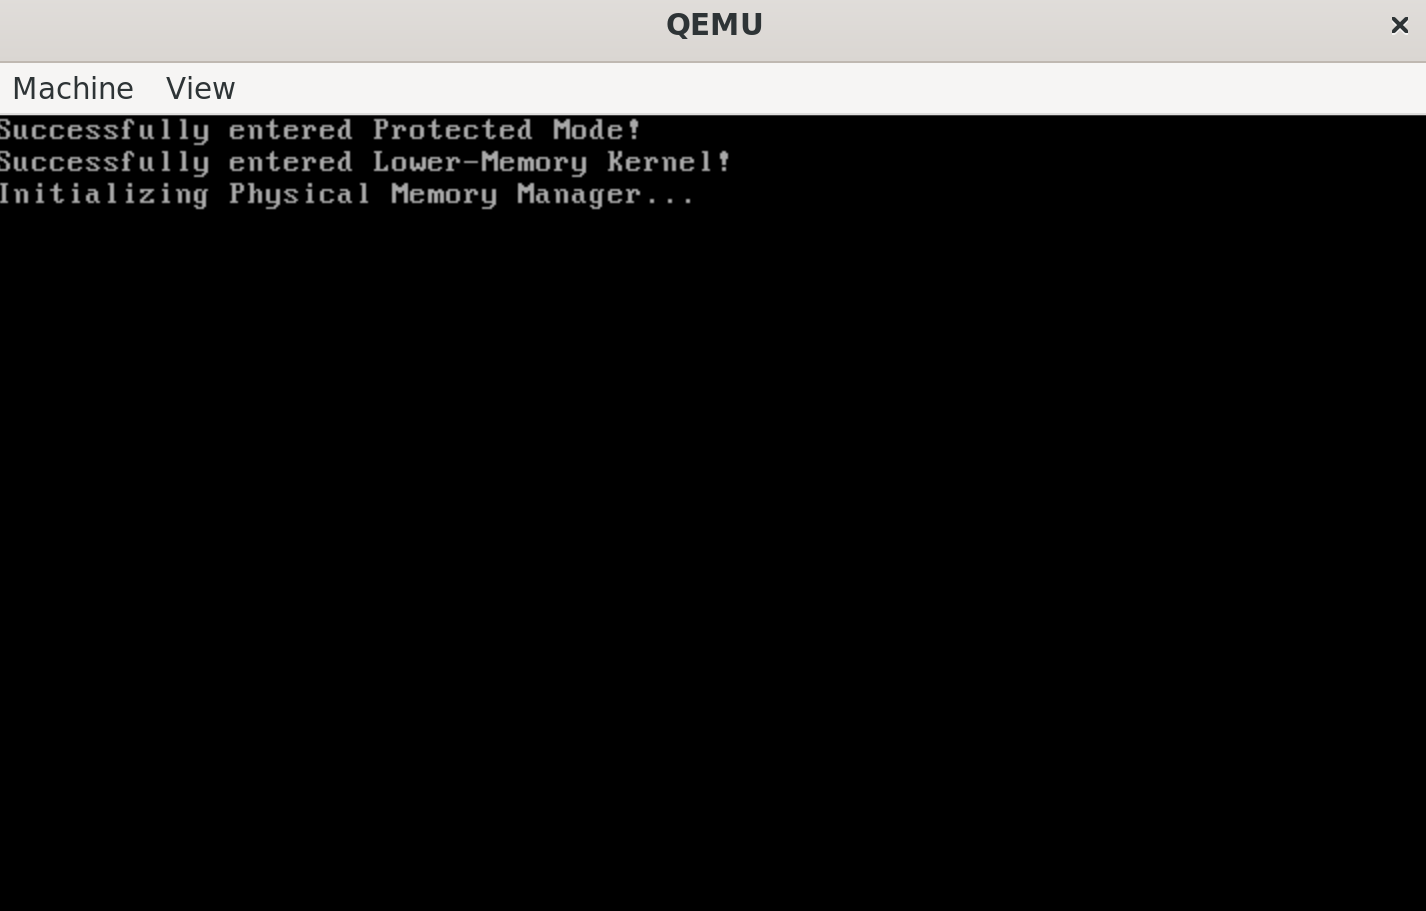 QEMU
Machine View
Successfully entered Protected Mode!
Successfully entered Lower-Memory Kernel!
Initializing Physical Memory Manager...